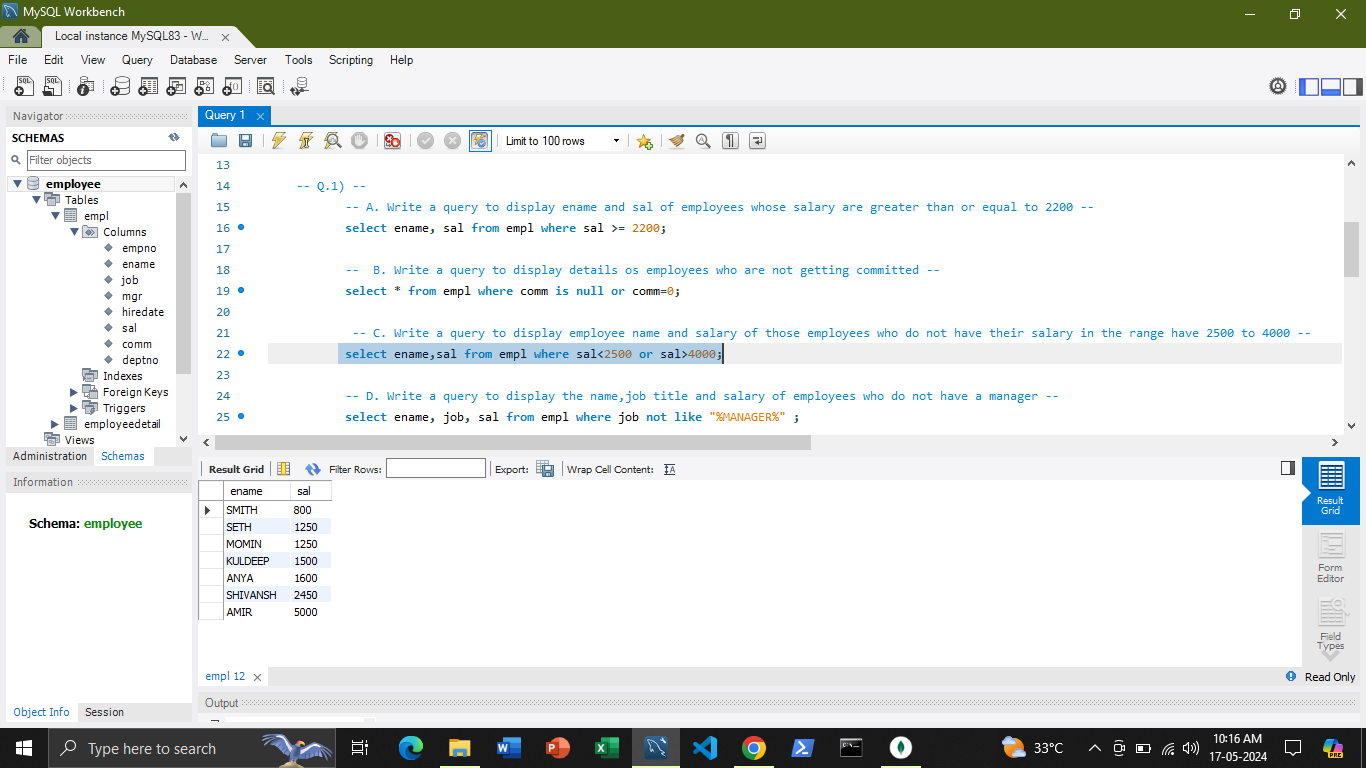 MySQL Workbench
Local instance MySQL83 - W...
File Edit View Query Database Server Tools Scripting Help
Navigator
SCHEMAS
Filter objects
employee
Tables
empl
Columns
empno
ename
job
mgr
hiredate
sal
comm
deptno
Indexes
Foreign Keys
Triggers
employeedetail
Views
Administration Schemas
Information
Schema: employee
Object Info Session
Query 1
Limit to 100 rows
13
14 -- Q.1) --
15 -- A. Write a query to display ename and sal of employees whose salary are greater than or equal to 2200 --
16 select ename, sal from empl where sal >= 2200;
17
18 -- B. Write a query to display details os employees who are not getting committed --
19 select * from empl where comm is null or comm=0;
20
21 -- C. Write a query to display employee name and salary of those employees who do not have their salary in the range have 2500 to 4000 --
22 select ename,sal from empl where sal<2500 or sal>4000;
23
24 -- D. Write a query to display the name,job title and salary of employees who do not have a manager --
25 select ename, job, sal from empl where job not like "%MANAGER%" ;
Result Grid Filter Rows: Export: Wrap Cell Content:
ename sal
SMITH 800
SETH 1250
MOMIN 1250
KULDEEP 1500
ANYA 1600
SHIVANSH 2450
AMIR 5000
Result
Grid
Form
Editor
Field
Types
empl 12
Read Only
Output
Type here to search
33°C
10:16 AM
17-05-2024